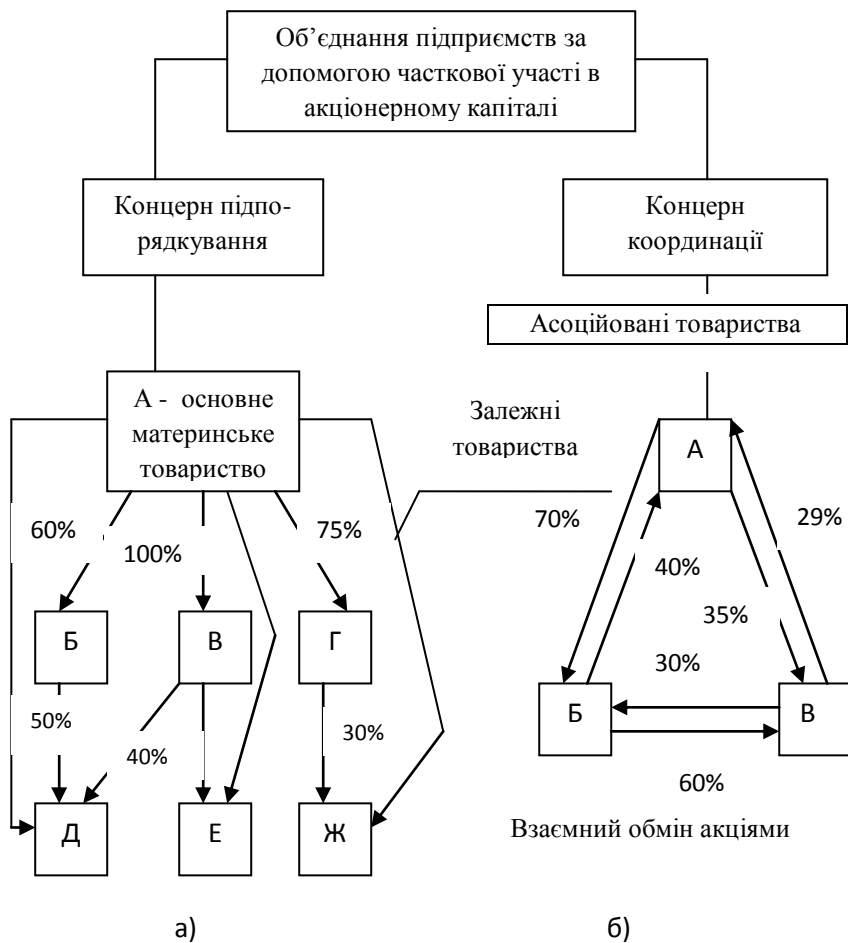 Об’єднання підприємств за
допомогою часткової участі в
акціонерному капіталі
Концерн підпо-
рядкування
Концерн
координації
Асоційовані товариства
А - основне
материнське
товариство
Залежні
товариства
А
60%
100%
75%
70%
29%
40%
35%
30%
Б
В
Г
Б
В
50%
40%
30%
60%
Д
Е
Ж
Взаємний обмін акціями
а)
б)